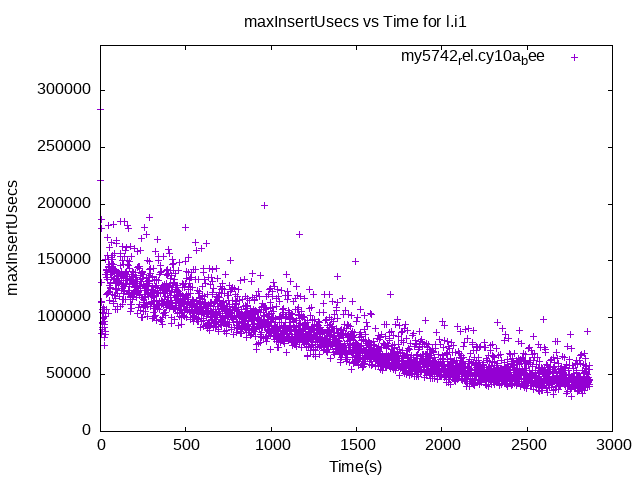 maxInsertUsecs vs Time for l.i1
my5742rel.cy10abee
300000
250000
200000
150000
100000
50000
0
maxInsertUsecs
0 500 1000 1500 2000 2500 3000
Time(s)